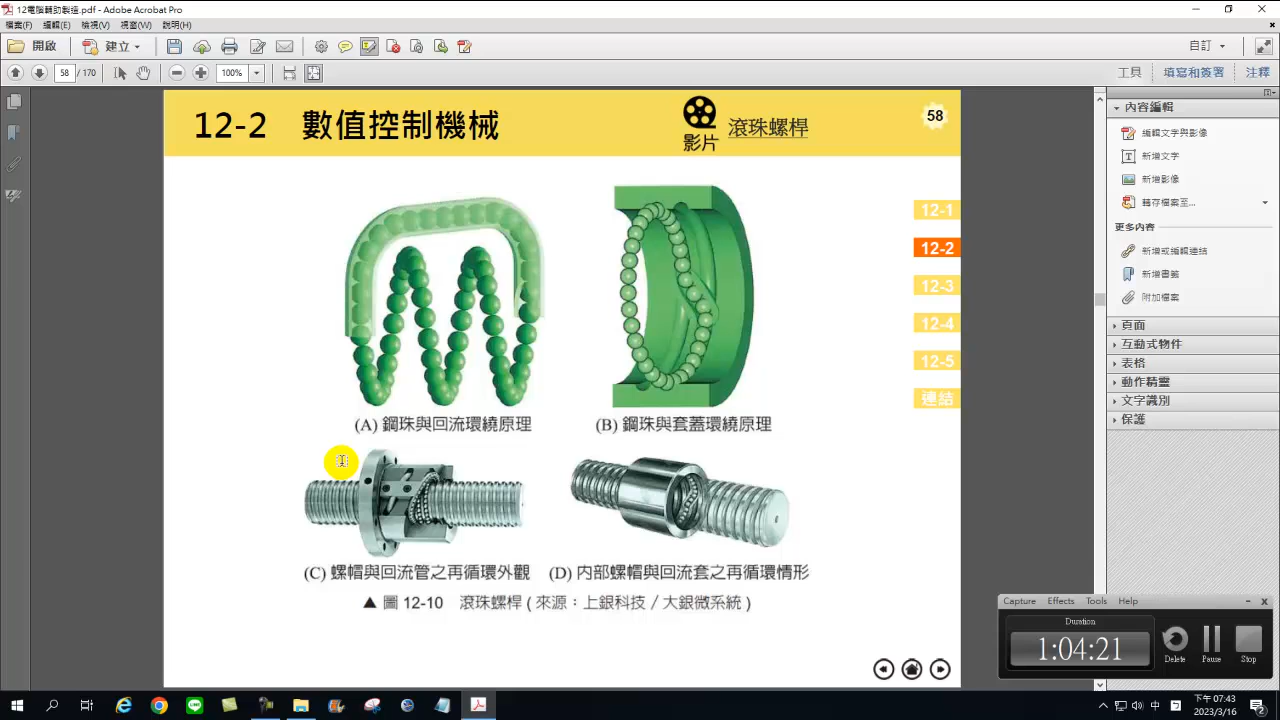 12電腦輔助製造.pdf - Adobe Acrobat Pro
檔案(F) 編輯(E) 檢視(V) 視窗(W) 說明(H)
開啟 建立 自訂
58 / 170 100% 工具 填寫和簽署 注釋
12-2 數值控制機械
影片
滾珠螺桿
58
12-1
12-2
12-3
12-4
12-5
連結
(A) 鋼珠與回流環繞原理
(B) 鋼珠與套蓋環繞原理
(C) 螺帽與回流管之再循環外觀
(D) 內部螺帽與回流套之再循環情形
▲ 圖 12-10 滾珠螺桿 ( 來源：上銀科技 / 大銀微系統 )
內容編輯
編輯文字與影像
新增文字
新增影像
轉存檔案至...
更多內容
新增或編輯連結
新增書籤
附加檔案
頁面
互動式物件
表格
動作精靈
文字識別
保護
Capture Effects Tools Help
Duration
1:04:21
Delete Pause Stop
中
下午 07:43
2023/3/16
2